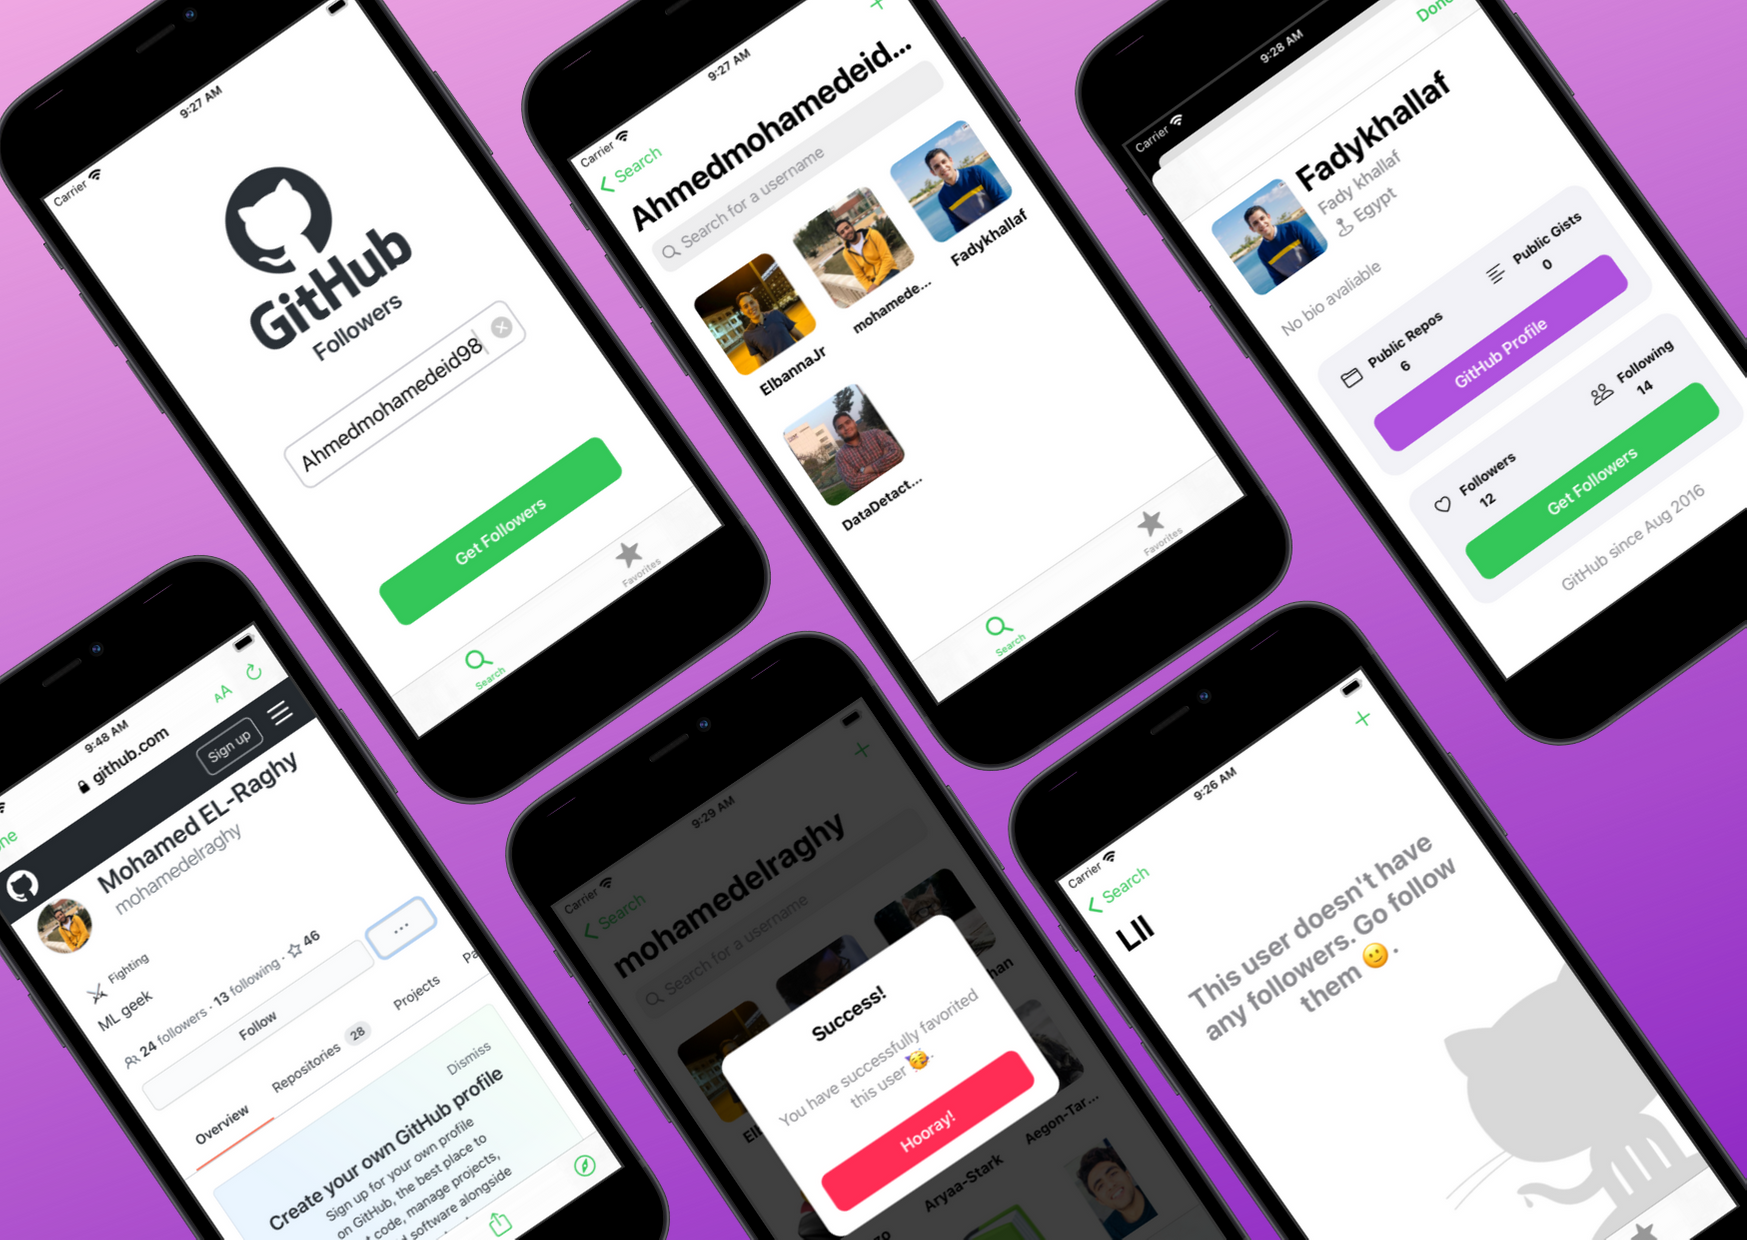 9:27 AM
Carrier
GitHub
Followers
Ahmedmohamedeid98
Get Followers
Search
Favorites
9:27 AM
Carrier
Search
Ahmedmohamedeid...
Search for a username
ElbannaJr
mohamede...
Fadykhallaf
DataDetact...
Search
Favorites
9:28 AM
Carrier
Done
Fadykhallaf
Fady khallaf
Egypt
No bio avaliable
Public Repos
6
Public Gists
0
GitHub Profile
Followers
12
Following
14
Get Followers
GitHub since Aug 2016
9:48 AM
ne
github.com
AA
Sign up
Mohamed EL-Raghy
mohamedelraghy
Fighting
ML geek
24 followers · 13 following · 46
Follow
...
Overview
Repositories 28
Projects
Pa
Dismiss
Create your own GitHub profile
Sign up for your own profile
on GitHub, the best place to
t code, manage projects,
software alongside
9:29 AM
Carrier
Search
mohamedelraghy
Search for a username
El
han
Success!
You have successfully favorited
this user 🥳.
Hooray!
Aegon-Tar...
Aryaa-Stark
zo
9:26 AM
Carrier
Search
Lll
This user doesn't have
any followers. Go follow
them 🙂.